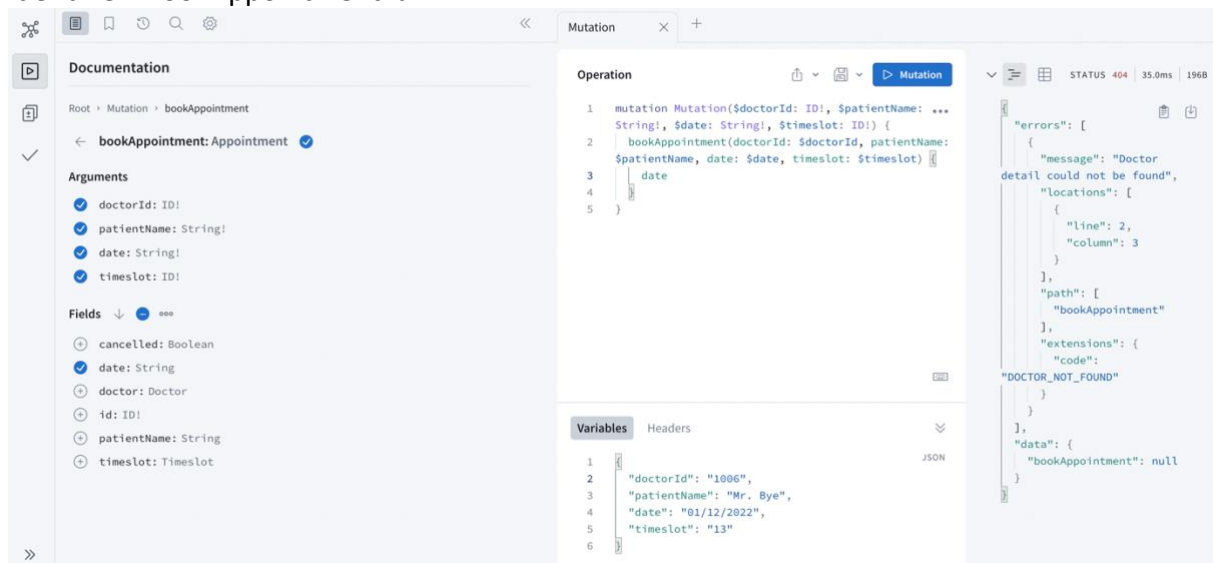 Mutation
Documentation
Root › Mutation › bookAppointment
bookAppointment: Appointment
Arguments
doctorId: ID!
patientName: String!
date: String!
timeslot: ID!
Fields
cancelled: Boolean
date: String
doctor: Doctor
id: ID!
patientName: String
timeslot: Timeslot
Operation
Mutation
1 mutation Mutation($doctorId: ID!, $patientName: ...
String!, $date: String!, $timeslot: ID!) {
2 bookAppointment(doctorId: $doctorId, patientName:
$patientName, date: $date, timeslot: $timeslot) {
3 date
4 }
5 }
Variables Headers
JSON
1 {
2 "doctorId": "1006",
3 "patientName": "Mr. Bye",
4 "date": "01/12/2022",
5 "timeslot": "13"
6 }
STATUS 404 35.0ms 196B
{
"errors": [
{
"message": "Doctor
detail could not be found",
"locations": [
{
"line": 2,
"column": 3
}
],
"path": [
"bookAppointment"
],
"extensions": {
"code":
"DOCTOR_NOT_FOUND"
}
}
],
"data": {
"bookAppointment": null
}
}